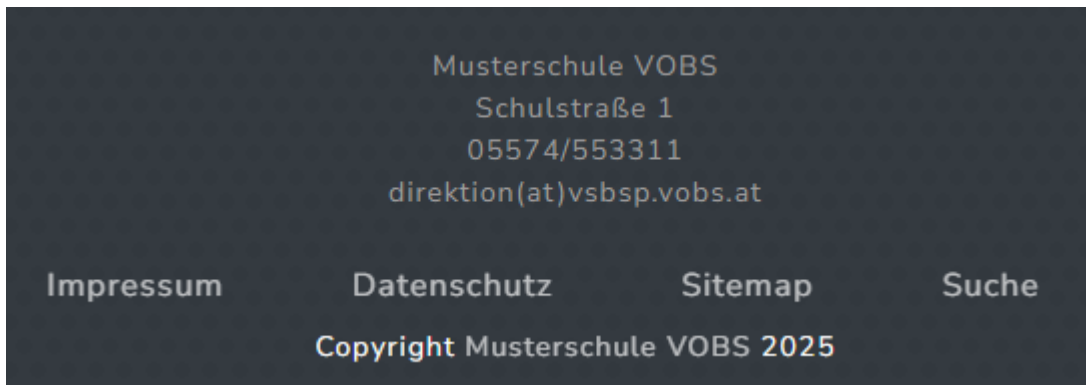 Musterschule VOBS
Schulstraße 1
05574/553311
direktion(at)vsbsp.vobs.at
Impressum Datenschutz Sitemap Suche
Copyright Musterschule VOBS 2025